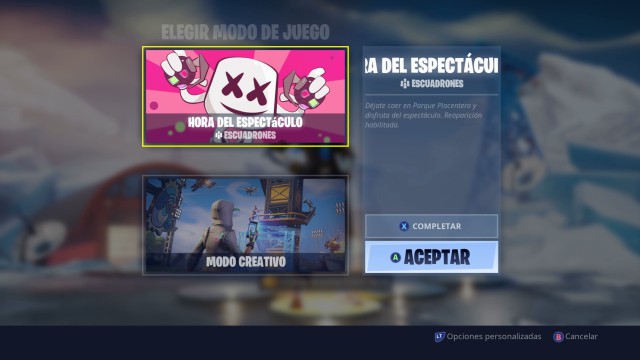 ELEGIR MODO DE JUEGO
HORA DEL ESPECTáCULO
ESCUADRONES
MODO CREATIVO
RA DEL ESPECTÁCUL
ESCUADRONES
Déjate caer en Parque Placentero y
disfruta del espectáculo. Reaparición
habilitada.
X COMPLETAR
A ACEPTAR
LT Opciones personalizadas
B Cancelar